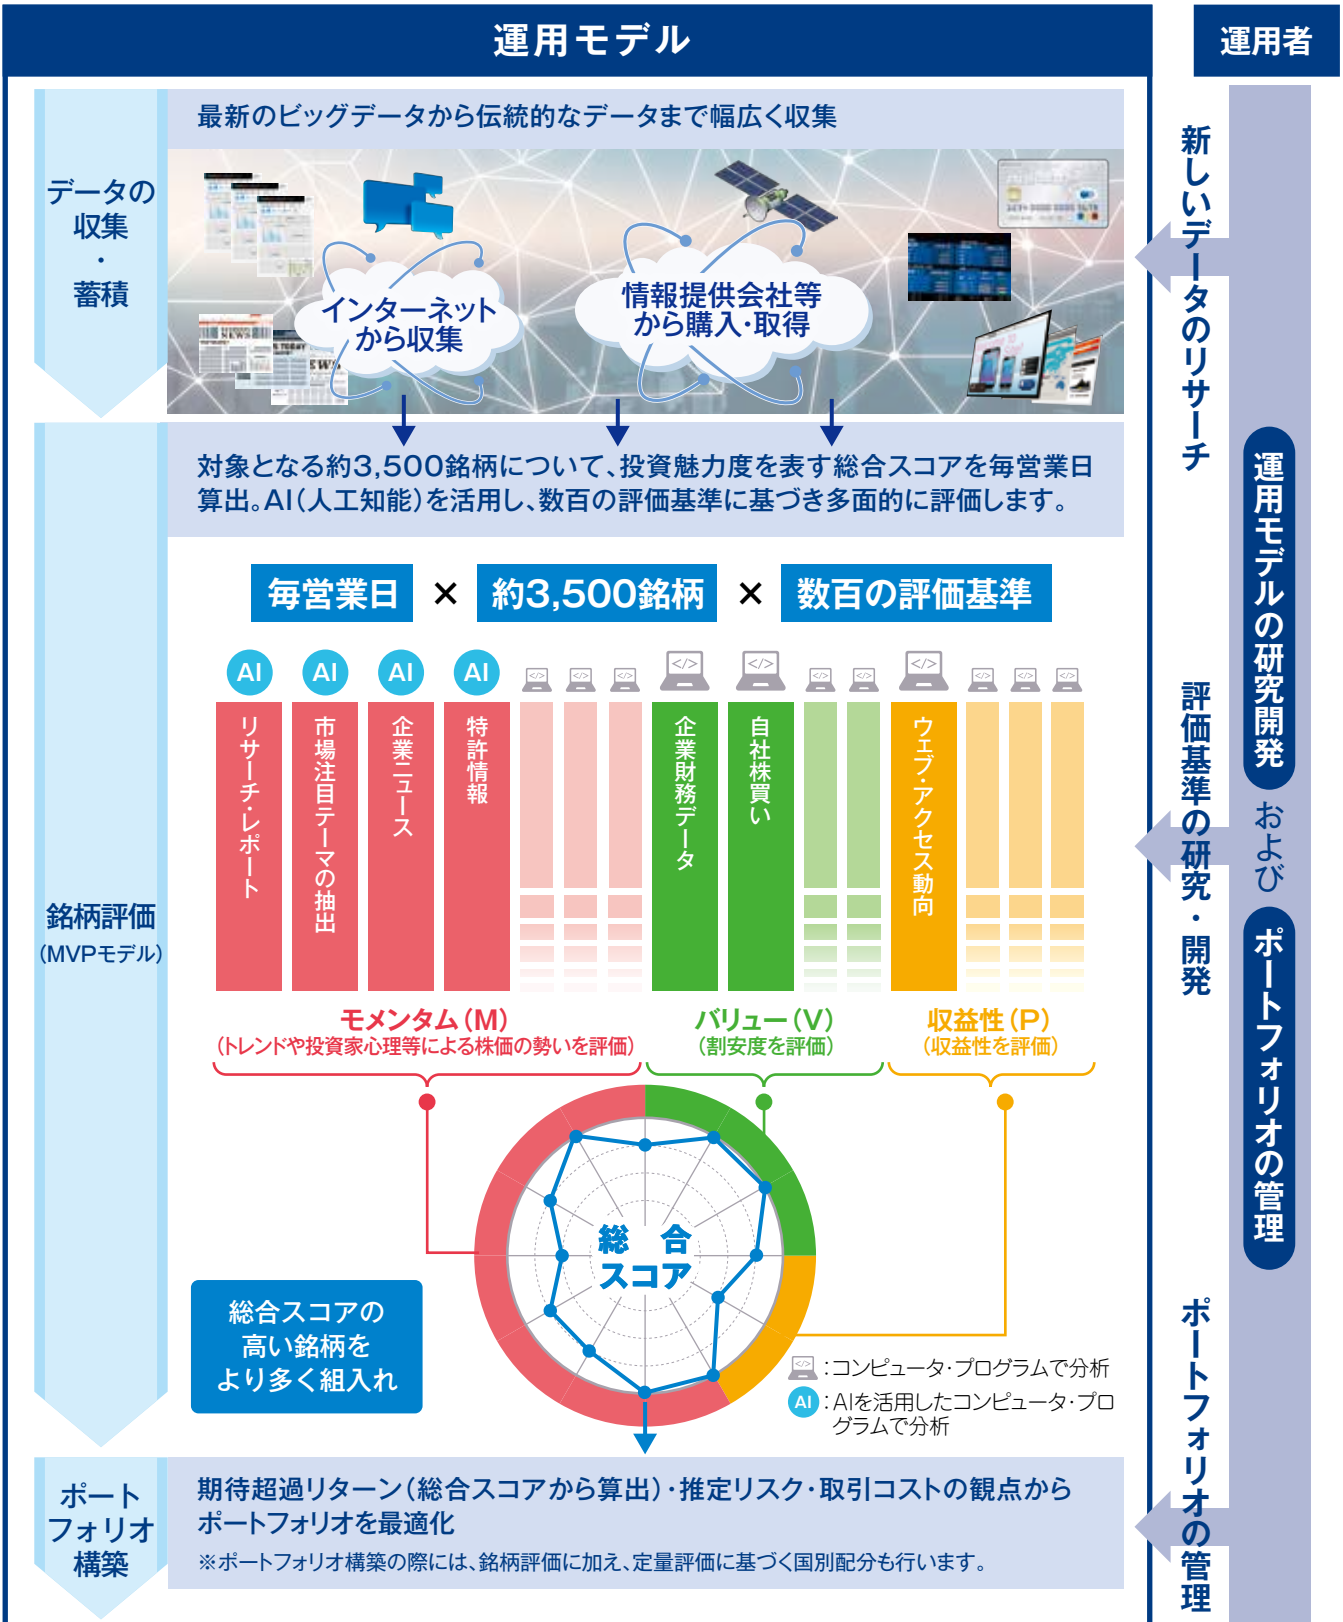 運用モデル
運用者
データの
収集
・
蓄積
最新のビッグデータから伝統的なデータまで幅広く収集
NEWS
インターネット
から収集
情報提供会社等
から購入・取得
新しいデータのリサーチ
銘柄評価
(MVPモデル)
対象となる約3,500銘柄について、投資魅力度を表す総合スコアを毎営業日
算出。AI(人工知能)を活用し、数百の評価基準に基づき多面的に評価します。
毎営業日 × 約3,500銘柄 × 数百の評価基準
AI AI AI AI
リサーチ・レポート
市場注目テーマの抽出
企業ニュース
特許情報
企業財務データ
自社株買い
ウェブ・アクセス動向
モメンタム(M)
(トレンドや投資家心理等による株価の勢いを評価)
バリュー(V)
(割安度を評価)
収益性(P)
(収益性を評価)
総合
スコア
総合スコアの
高い銘柄を
より多く組入れ
</>:コンピュータ・プログラムで分析
AI:AIを活用したコンピュータ・プロ
グラムで分析
評価基準の研究・開発
ポート
フォリオ
構築
期待超過リターン(総合スコアから算出)・推定リスク・取引コストの観点から
ポートフォリオを最適化
※ポートフォリオ構築の際には、銘柄評価に加え、定量評価に基づく国別配分も行います。
ポートフォリオの管理
運用モデルの研究開発
および
ポートフォリオの管理